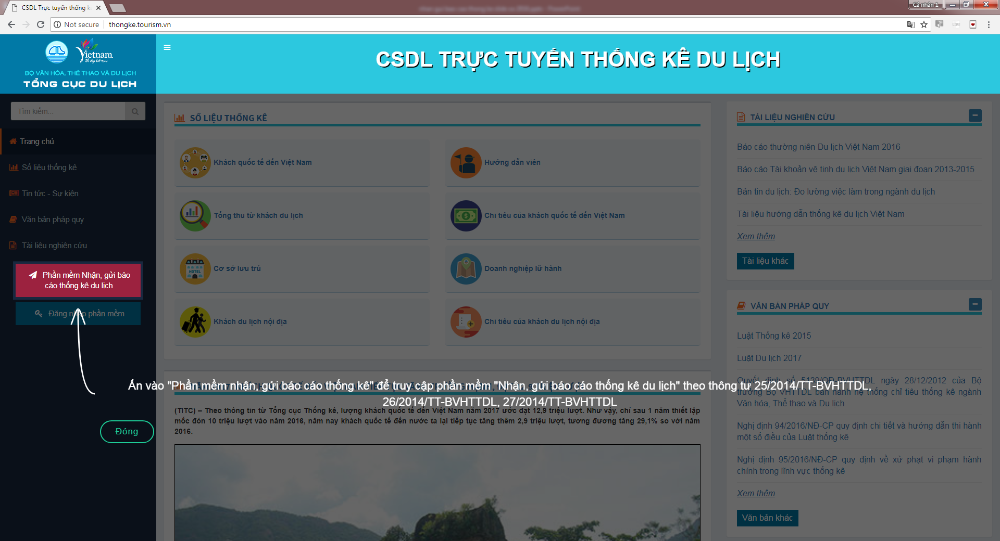 CSDL Trực tuyến thống k
Cá nhân 1
Not secure
thongke.tourism.vn
Vietnam
BỘ VĂN HÓA, THỂ THAO VÀ DU LỊCH
TỔNG CỤC DU LỊCH
CSDL TRỰC TUYẾN THỐNG KÊ DU LỊCH
Tìm kiếm...
Trang chủ
Số liệu thống kê
Tin tức - Sự kiện
Văn bản pháp quy
Tài liệu nghiên cứu
Phần mềm Nhận, gửi báo
cáo thống kê du lịch
Đăng nhập phần mềm
SỐ LIỆU THỐNG KÊ
Khách quốc tế đến Việt Nam
Hướng dẫn viên
Tổng thu từ khách du lịch
Chi tiêu của khách quốc tế đến Việt Nam
HOTEL
Cơ sở lưu trú
Doanh nghiệp lữ hành
Khách du lịch nội địa
Chi tiêu của khách du lịch nội địa
Ấn vào "Phần mềm nhận, gửi báo cáo thống kê" để truy cập phần mềm "Nhận, gửi báo cáo thống kê du lịch" theo thông tư 25/2014/TT-BVHTTDL,
26/2014/TT-BVHTTDL, 27/2014/TT-BVHTTDL
(TITC) – Theo thông tin từ Tổng cục Thống kê, lượng khách quốc tế đến Việt Nam năm 2017 ước đạt 12,9 triệu lượt. Như vậy, chỉ sau 1 năm thiết lập
mốc đón 10 triệu lượt vào năm 2016, năm nay khách quốc tế đến nước ta lại tiếp tục tăng thêm 2,9 triệu lượt, tương đương tăng 29,1% so với năm
2016.
Đóng
TÀI LIỆU NGHIÊN CỨU
Báo cáo thường niên Du lịch Việt Nam 2016
Báo cáo Tài khoản vệ tinh du lịch Việt Nam giai đoạn 2013-2015
Bản tin du lịch: Đo lường việc làm trong ngành du lịch
Tài liệu hướng dẫn thống kê du lịch Việt Nam
Xem thêm
Tài liệu khác
VĂN BẢN PHÁP QUY
Luật Thống kê 2015
Luật Du lịch 2017
Quyết định số 5139/QĐ-BVHTTDL ngày 28/12/2012 của Bộ
trưởng Bộ VHTTDL ban hành hệ thống chỉ tiêu thống kê ngành
Văn hóa, Thể thao và Du lịch
Nghị định 94/2016/NĐ-CP quy định chi tiết và hướng dẫn thi hành
một số điều của Luật thống kê
Nghị định 95/2016/NĐ-CP quy định về xử phạt vi phạm hành
chính trong lĩnh vực thống kê
Xem thêm
Văn bản khác